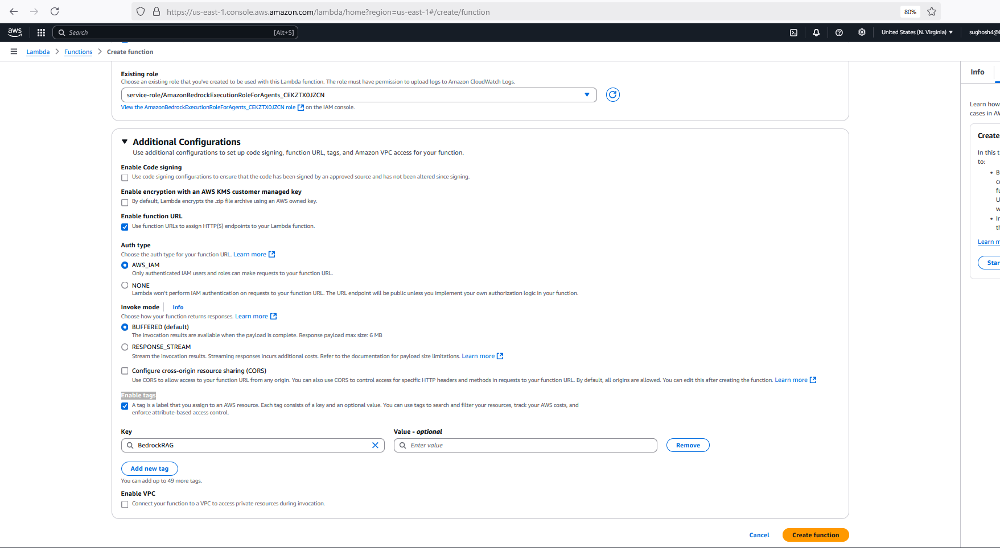 https://us-east-1.console.aws.amazon.com/lambda/home?region=us-east-1#/create/function
80%
aws
Search
[Alt+S]
United States (N. Virginia)
sughosh4@
Lambda
Functions
Create function
Info
Existing role
Choose an existing role that you've created to be used with this Lambda function. The role must have permission to upload logs to Amazon CloudWatch Logs.
service-role/AmazonBedrockExecutionRoleForAgents_CEKZTX0JZCN
View the AmazonBedrockExecutionRoleForAgents_CEKZTX0JZCN role on the IAM console.
Additional Configurations
Use additional configurations to set up code signing, function URL, tags, and Amazon VPC access for your function.
Enable Code signing
Use code signing configurations to ensure that the code has been signed by an approved source and has not been altered since signing.
Enable encryption with an AWS KMS customer managed key
By default, Lambda encrypts the .zip file archive using an AWS owned key.
Enable function URL
Use function URLs to assign HTTP(S) endpoints to your Lambda function.
Auth type
Choose the auth type for your function URL. Learn more
AWS_IAM
Only authenticated IAM users and roles can make requests to your function URL.
NONE
Lambda won't perform IAM authentication on requests to your function URL. The URL endpoint will be public unless you implement your own authorization logic in your function.
Invoke mode
Info
Choose how your function returns responses. Learn more
BUFFERED (default)
The invocation results are available when the payload is complete. Response payload max size: 6 MB
RESPONSE_STREAM
Stream the invocation results. Streaming responses incurs additional costs. Refer to the documentation for payload size limitations. Learn more
Configure cross-origin resource sharing (CORS)
Use CORS to allow access to your function URL from any origin. You can also use CORS to control access for specific HTTP headers and methods in requests to your function URL. By default, all origins are allowed. You can edit this after creating the function. Learn more
Enable tags
A tag is a label that you assign to an AWS resource. Each tag consists of a key and an optional value. You can use tags to search and filter your resources, track your AWS costs, and
enforce attribute-based access control.
Key
Value - optional
BedrockRAG
Enter value
Remove
Add new tag
You can add up to 49 more tags.
Enable VPC
Connect your function to a VPC to access private resources during invocation.
Cancel
Create function
Learn how
cases in AW
Create
In this t
to:
B
co
fu
U
w
In
th
Learn m
Star